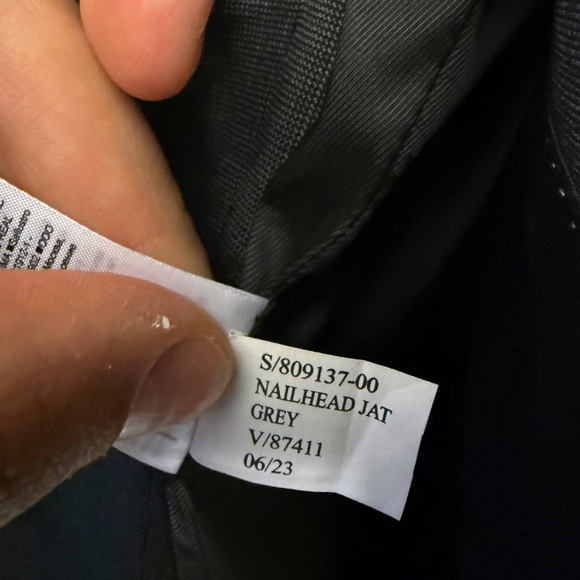 S/809137-00
NAILHEAD JAT
GREY
V/87411
06/23